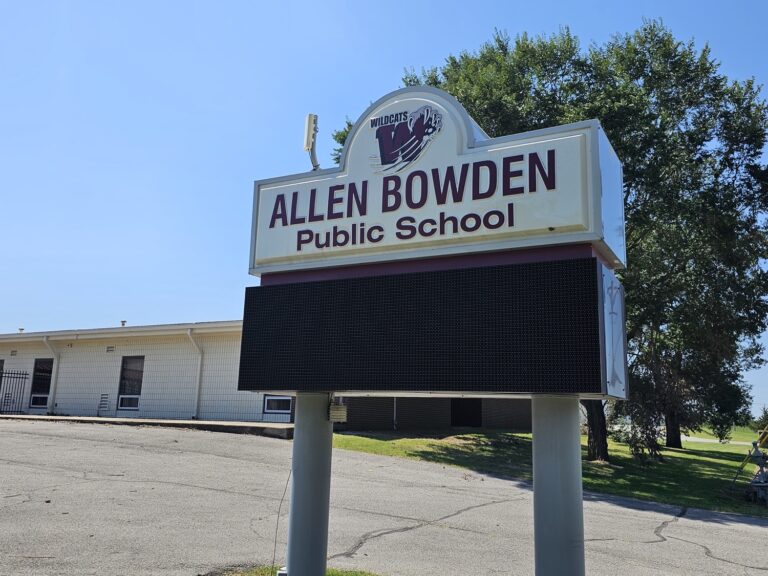 WILDCATS
W
ALLEN BOWDEN
Public School